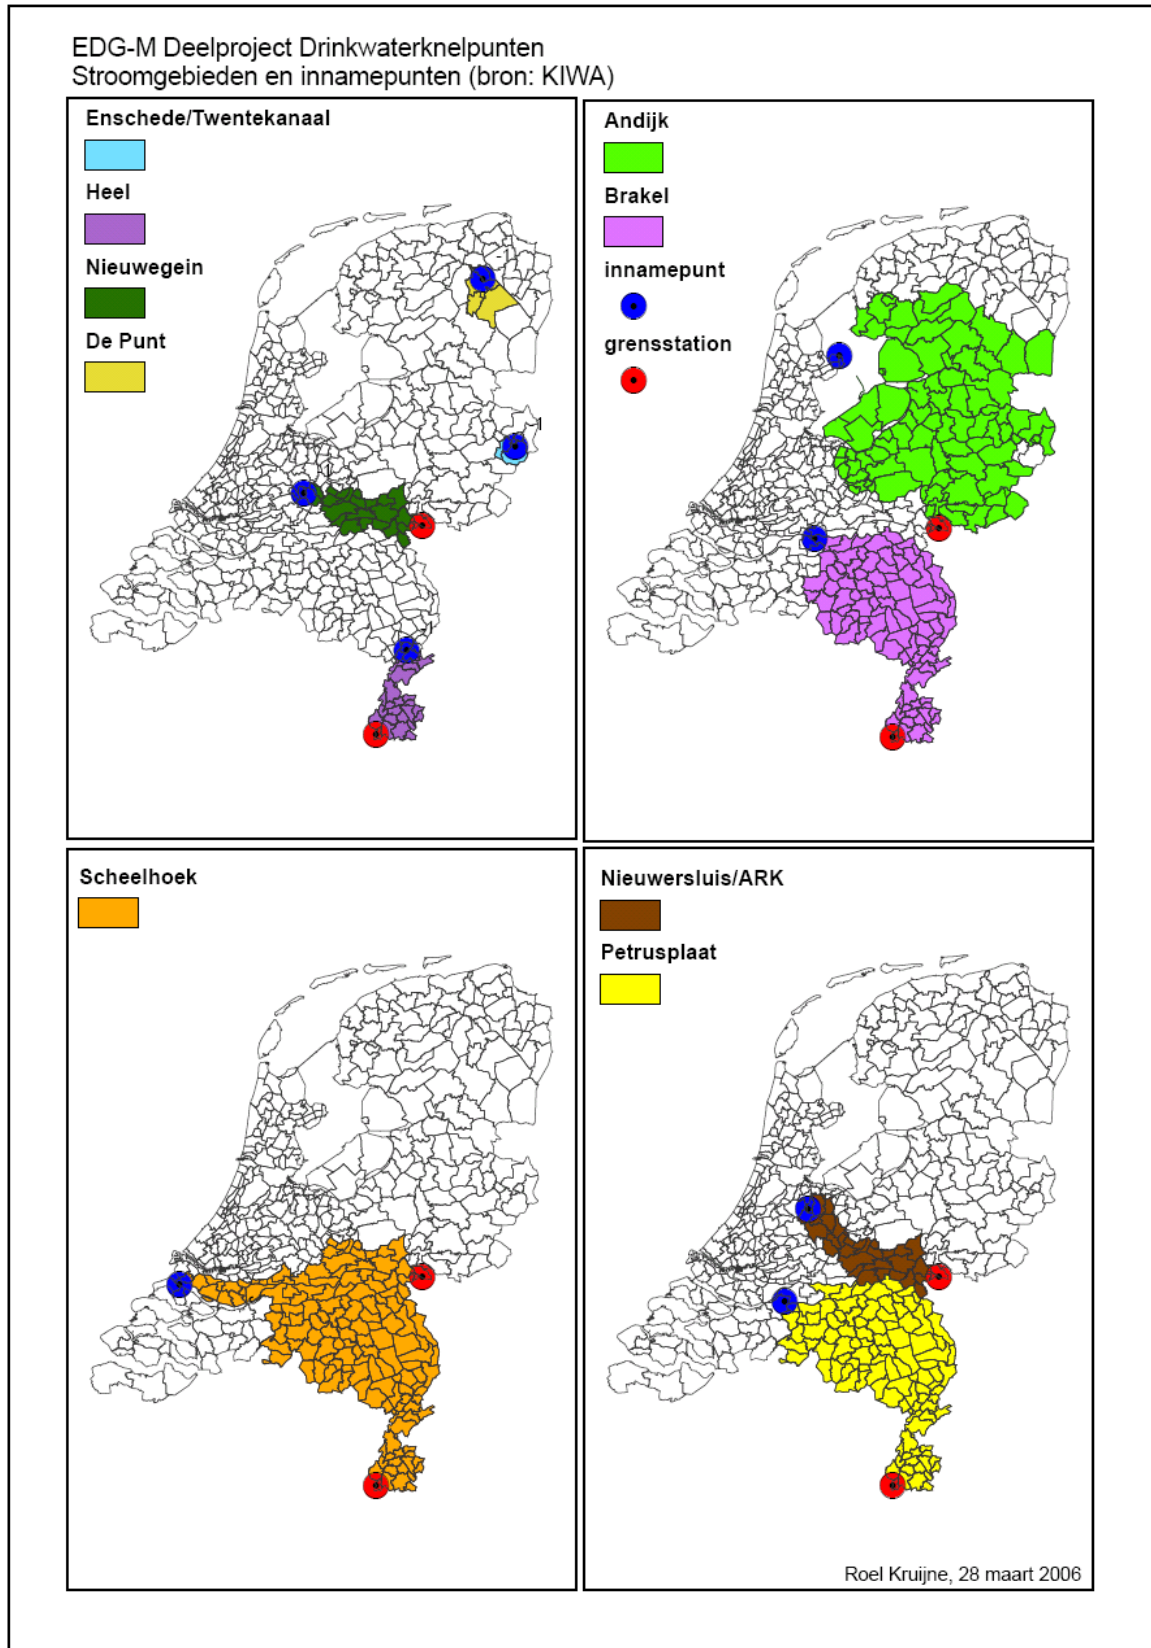 EDG-M Deelproject Drinkwaterknelpunten
Stroomgebieden en innamepunten (bron: KIWA)
Enschede/Twentekanaal
Heel
Nieuwegein
De Punt
Andijk
Brakel
innamepunt
grensstation
Scheelhoek
Nieuwersluis/ARK
Petrusplaat
Roel Kruijne, 28 maart 2006